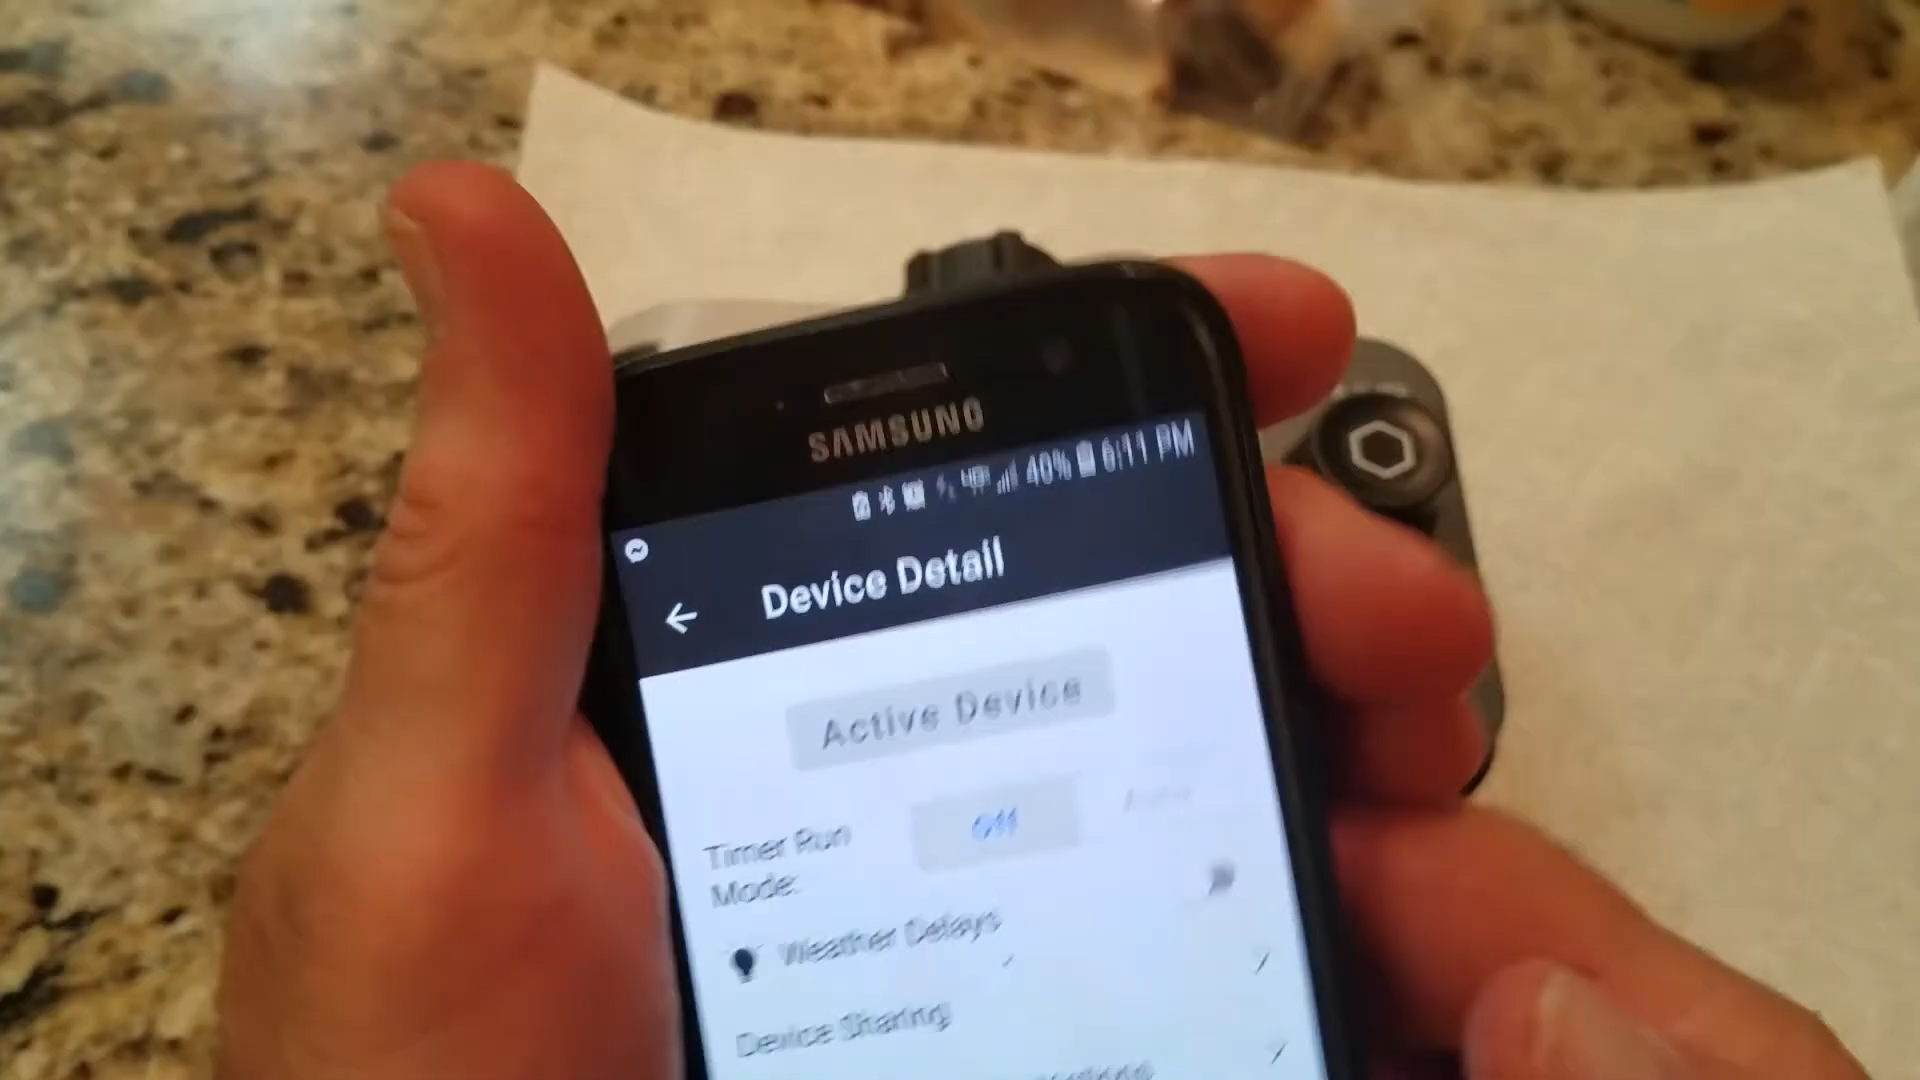 SAMSUNG
40% 6:11 PM
Device Detail
Active Device
Timer Run
Mode:
Off
Weather Delays
Device Sharing